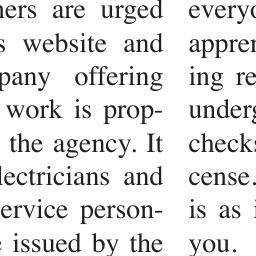 ners are urged
s website and
pany offering
work is prop-
the agency. It
lectricians and
ervice person-
e issued by the
everyo
appren
ing re
underg
checks
cense.
is as i
you.